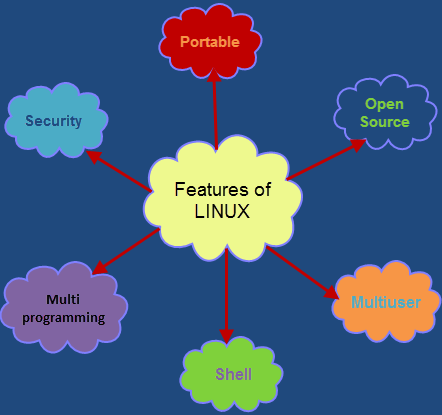 Portable
Open
Source
Security
Features of
LINUX
Multi
programming
Multiuser
Shell